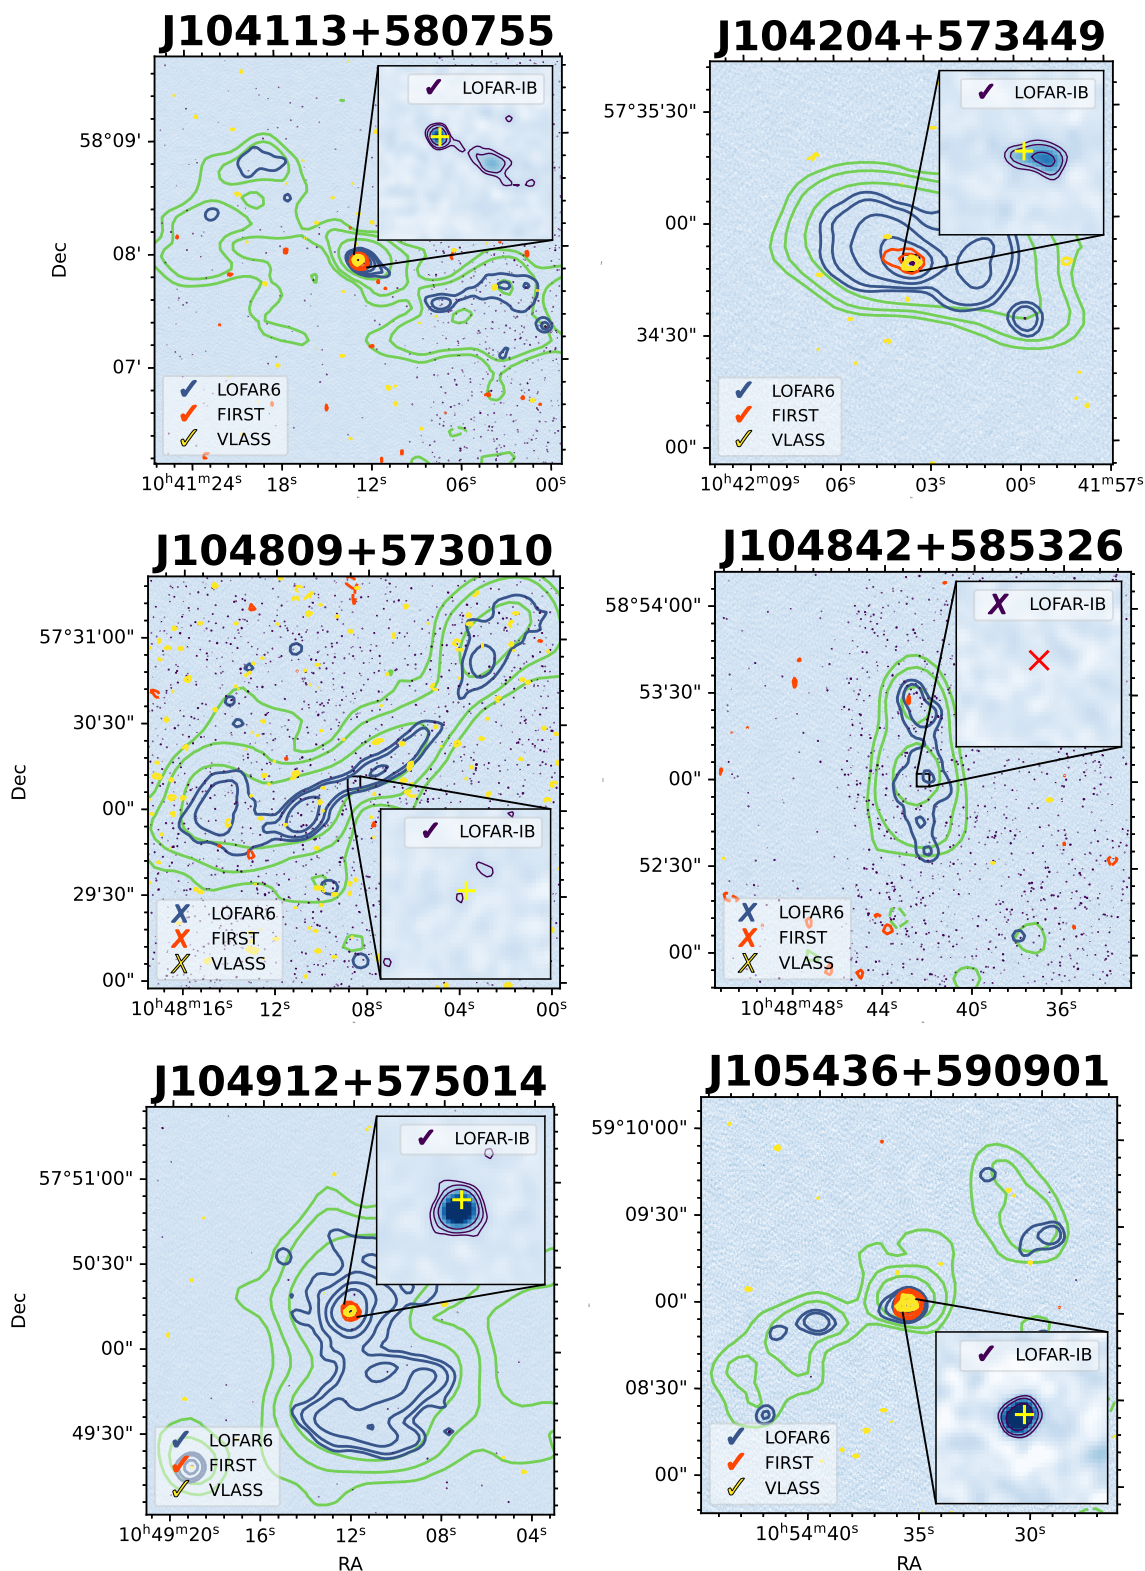 J104113+580755
LOFAR-IB
58°09'
08'
07'
Dec
LOFAR6
FIRST
VLASS
10ʰ41ᵐ24ˢ 18ˢ 12ˢ 06ˢ 00ˢ
J104204+573449
LOFAR-IB
57°35'30"
00"
34'30"
00"
LOFAR6
FIRST
VLASS
10ʰ42ᵐ09ˢ 06ˢ 03ˢ 00ˢ 41ᵐ57ˢ
J104809+573010
57°31'00"
30'30"
00"
29'30"
00"
Dec
LOFAR-IB
LOFAR6
FIRST
VLASS
10ʰ48ᵐ16ˢ 12ˢ 08ˢ 04ˢ 00ˢ
J104842+585326
LOFAR-IB
58°54'00"
53'30"
00"
52'30"
00"
LOFAR6
FIRST
VLASS
10ʰ48ᵐ48ˢ 44ˢ 40ˢ 36ˢ
J104912+575014
LOFAR-IB
57°51'00"
50'30"
00"
49'30"
Dec
LOFAR6
FIRST
VLASS
10ʰ49ᵐ20ˢ 16ˢ 12ˢ 08ˢ 04ˢ
RA
J105436+590901
59°10'00"
09'30"
00"
08'30"
00"
LOFAR-IB
LOFAR6
FIRST
VLASS
10ʰ54ᵐ40ˢ 35ˢ 30ˢ
RA